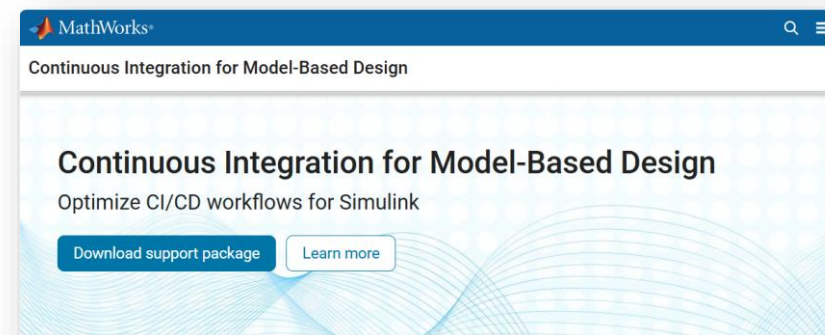 MathWorks®
Continuous Integration for Model-Based Design
Continuous Integration for Model-Based Design
Optimize CI/CD workflows for Simulink
Download support package
Learn more